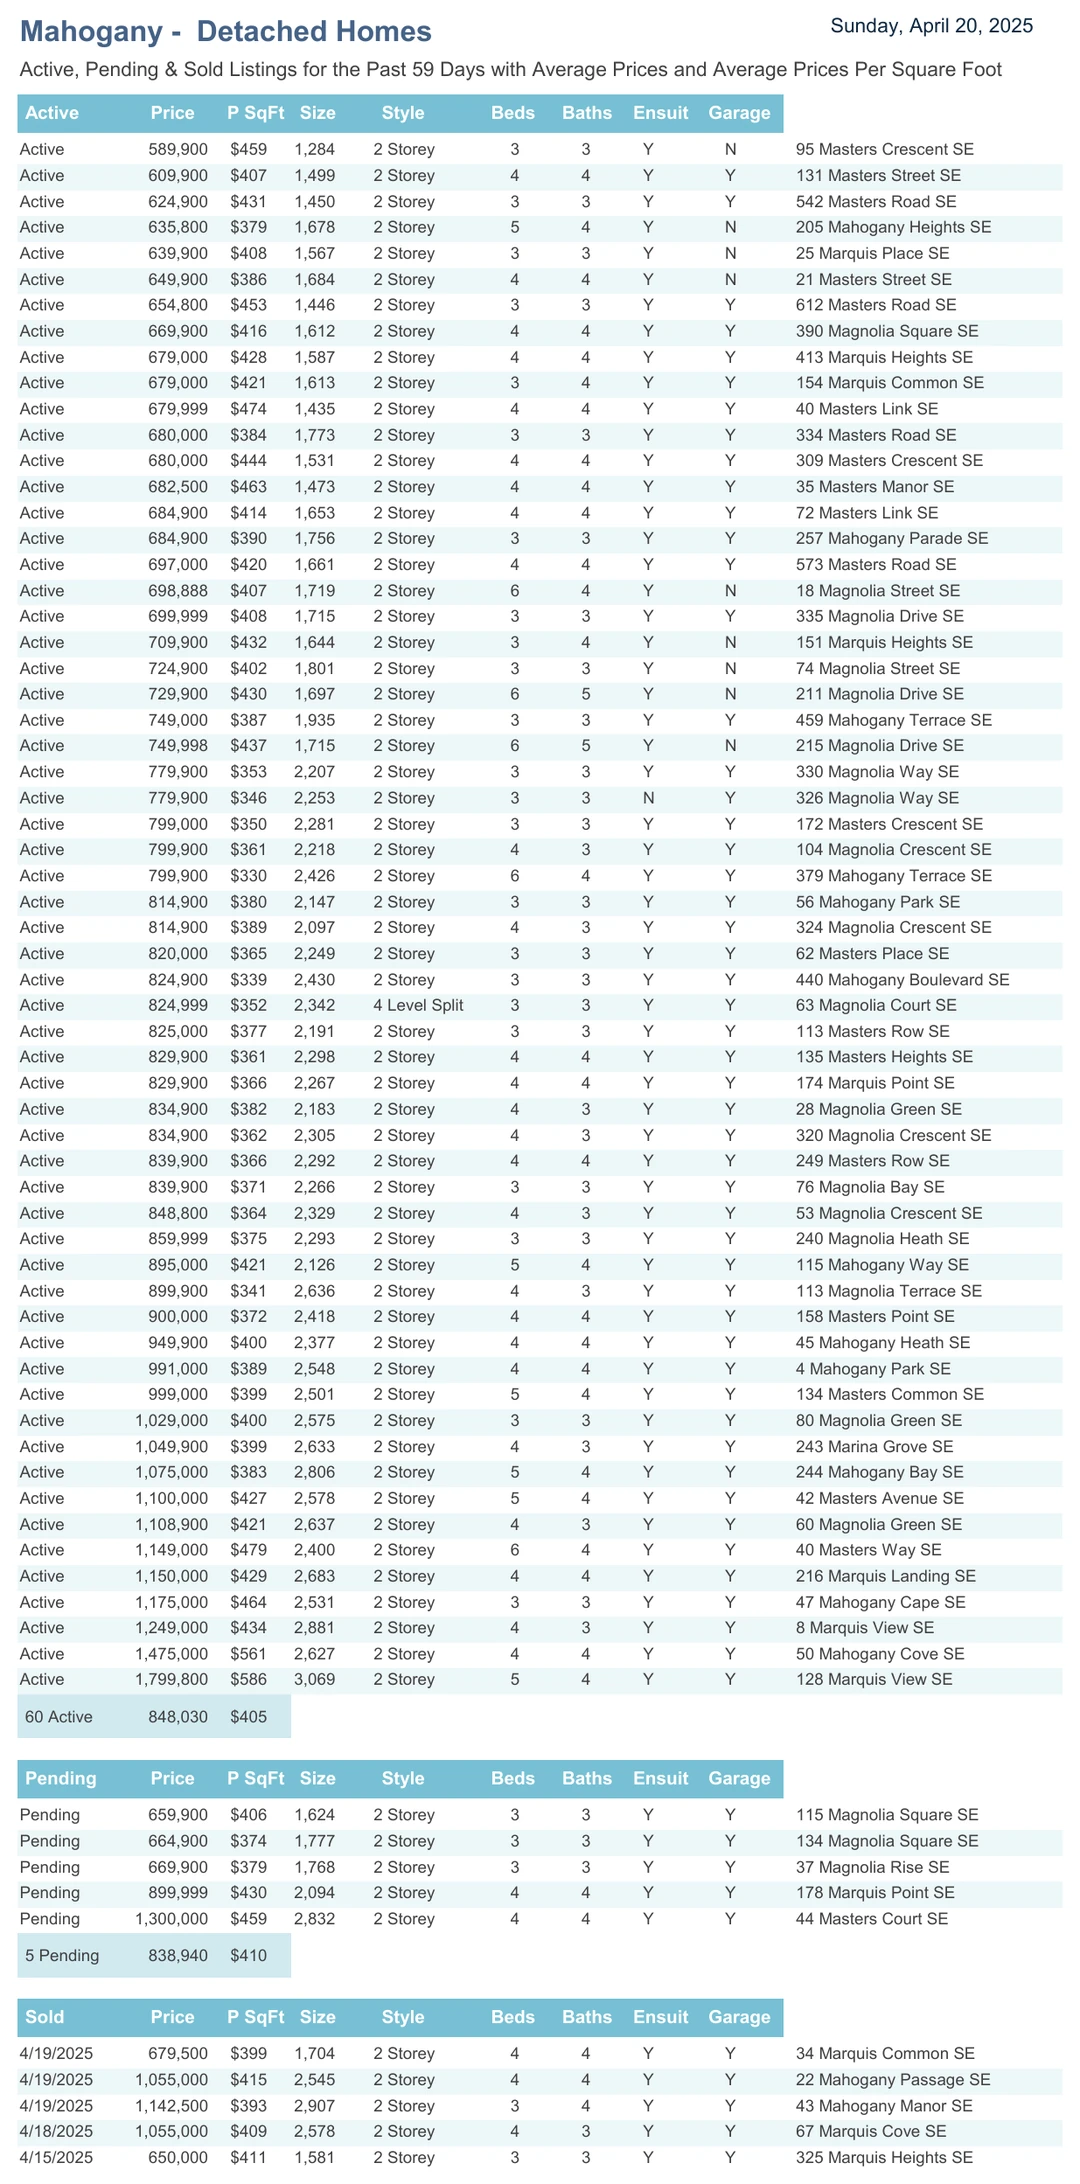 Mahogany - Detached Homes
Sunday, April 20, 2025
Active, Pending & Sold Listings for the Past 59 Days with Average Prices and Average Prices Per Square Foot
Active Price P SqFt Size Style Beds Baths Ensuit Garage
Active 589,900 $459 1,284 2 Storey 3 3 Y N 95 Masters Crescent SE
Active 609,900 $407 1,499 2 Storey 4 4 Y Y 131 Masters Street SE
Active 624,900 $431 1,450 2 Storey 3 3 Y Y 542 Masters Road SE
Active 635,800 $379 1,678 2 Storey 5 4 Y N 205 Mahogany Heights SE
Active 639,900 $408 1,567 2 Storey 3 3 Y N 25 Marquis Place SE
Active 649,900 $386 1,684 2 Storey 4 4 Y N 21 Masters Street SE
Active 654,800 $453 1,446 2 Storey 3 3 Y Y 612 Masters Road SE
Active 669,900 $416 1,612 2 Storey 4 4 Y Y 390 Magnolia Square SE
Active 679,000 $428 1,587 2 Storey 4 4 Y Y 413 Marquis Heights SE
Active 679,000 $421 1,613 2 Storey 3 4 Y Y 154 Marquis Common SE
Active 679,999 $474 1,435 2 Storey 4 4 Y Y 40 Masters Link SE
Active 680,000 $384 1,773 2 Storey 3 3 Y Y 334 Masters Road SE
Active 680,000 $444 1,531 2 Storey 4 4 Y Y 309 Masters Crescent SE
Active 682,500 $463 1,473 2 Storey 4 4 Y Y 35 Masters Manor SE
Active 684,900 $414 1,653 2 Storey 4 4 Y Y 72 Masters Link SE
Active 684,900 $390 1,756 2 Storey 3 3 Y Y 257 Mahogany Parade SE
Active 697,000 $420 1,661 2 Storey 4 4 Y Y 573 Masters Road SE
Active 698,888 $407 1,719 2 Storey 6 4 Y N 18 Magnolia Street SE
Active 699,999 $408 1,715 2 Storey 3 3 Y Y 335 Magnolia Drive SE
Active 709,900 $432 1,644 2 Storey 3 4 Y N 151 Marquis Heights SE
Active 724,900 $402 1,801 2 Storey 3 3 Y N 74 Magnolia Street SE
Active 729,900 $430 1,697 2 Storey 6 5 Y N 211 Magnolia Drive SE
Active 749,000 $387 1,935 2 Storey 3 3 Y Y 459 Mahogany Terrace SE
Active 749,998 $437 1,715 2 Storey 6 5 Y N 215 Magnolia Drive SE
Active 779,900 $353 2,207 2 Storey 3 3 Y Y 330 Magnolia Way SE
Active 779,900 $346 2,253 2 Storey 3 3 N Y 326 Magnolia Way SE
Active 799,000 $350 2,281 2 Storey 3 3 Y Y 172 Masters Crescent SE
Active 799,900 $361 2,218 2 Storey 4 3 Y Y 104 Magnolia Crescent SE
Active 799,900 $330 2,426 2 Storey 6 4 Y Y 379 Mahogany Terrace SE
Active 814,900 $380 2,147 2 Storey 3 3 Y Y 56 Mahogany Park SE
Active 814,900 $389 2,097 2 Storey 4 3 Y Y 324 Magnolia Crescent SE
Active 820,000 $365 2,249 2 Storey 3 3 Y Y 62 Masters Place SE
Active 824,900 $339 2,430 2 Storey 3 3 Y Y 440 Mahogany Boulevard SE
Active 824,999 $352 2,342 4 Level Split 3 3 Y Y 63 Magnolia Court SE
Active 825,000 $377 2,191 2 Storey 3 3 Y Y 113 Masters Row SE
Active 829,900 $361 2,298 2 Storey 4 4 Y Y 135 Masters Heights SE
Active 829,900 $366 2,267 2 Storey 4 4 Y Y 174 Marquis Point SE
Active 834,900 $382 2,183 2 Storey 4 3 Y Y 28 Magnolia Green SE
Active 834,900 $362 2,305 2 Storey 4 3 Y Y 320 Magnolia Crescent SE
Active 839,900 $366 2,292 2 Storey 4 4 Y Y 249 Masters Row SE
Active 839,900 $371 2,266 2 Storey 3 3 Y Y 76 Magnolia Bay SE
Active 848,800 $364 2,329 2 Storey 4 3 Y Y 53 Magnolia Crescent SE
Active 859,999 $375 2,293 2 Storey 3 3 Y Y 240 Magnolia Heath SE
Active 895,000 $421 2,126 2 Storey 5 4 Y Y 115 Mahogany Way SE
Active 899,900 $341 2,636 2 Storey 4 3 Y Y 113 Magnolia Terrace SE
Active 900,000 $372 2,418 2 Storey 4 4 Y Y 158 Masters Point SE
Active 949,900 $400 2,377 2 Storey 4 4 Y Y 45 Mahogany Heath SE
Active 991,000 $389 2,548 2 Storey 4 4 Y Y 4 Mahogany Park SE
Active 999,000 $399 2,501 2 Storey 5 4 Y Y 134 Masters Common SE
Active 1,029,000 $400 2,575 2 Storey 3 3 Y Y 80 Magnolia Green SE
Active 1,049,900 $399 2,633 2 Storey 4 3 Y Y 243 Marina Grove SE
Active 1,075,000 $383 2,806 2 Storey 5 4 Y Y 244 Mahogany Bay SE
Active 1,100,000 $427 2,578 2 Storey 5 4 Y Y 42 Masters Avenue SE
Active 1,108,900 $421 2,637 2 Storey 4 3 Y Y 60 Magnolia Green SE
Active 1,149,000 $479 2,400 2 Storey 6 4 Y Y 40 Masters Way SE
Active 1,150,000 $429 2,683 2 Storey 4 4 Y Y 216 Marquis Landing SE
Active 1,175,000 $464 2,531 2 Storey 3 3 Y Y 47 Mahogany Cape SE
Active 1,249,000 $434 2,881 2 Storey 4 3 Y Y 8 Marquis View SE
Active 1,475,000 $561 2,627 2 Storey 4 4 Y Y 50 Mahogany Cove SE
Active 1,799,800 $586 3,069 2 Storey 5 4 Y Y 128 Marquis View SE
60 Active 848,030 $405
Pending Price P SqFt Size Style Beds Baths Ensuit Garage
Pending 659,900 $406 1,624 2 Storey 3 3 Y Y 115 Magnolia Square SE
Pending 664,900 $374 1,777 2 Storey 3 3 Y Y 134 Magnolia Square SE
Pending 669,900 $379 1,768 2 Storey 3 3 Y Y 37 Magnolia Rise SE
Pending 899,999 $430 2,094 2 Storey 4 4 Y Y 178 Marquis Point SE
Pending 1,300,000 $459 2,832 2 Storey 4 4 Y Y 44 Masters Court SE
5 Pending 838,940 $410
Sold Price P SqFt Size Style Beds Baths Ensuit Garage
4/19/2025 679,500 $399 1,704 2 Storey 4 4 Y Y 34 Marquis Common SE
4/19/2025 1,055,000 $415 2,545 2 Storey 4 4 Y Y 22 Mahogany Passage SE
4/19/2025 1,142,500 $393 2,907 2 Storey 3 4 Y Y 43 Mahogany Manor SE
4/18/2025 1,055,000 $409 2,578 2 Storey 4 3 Y Y 67 Marquis Cove SE
4/15/2025 650,000 $411 1,581 2 Storey 3 3 Y Y 325 Marquis Heights SE